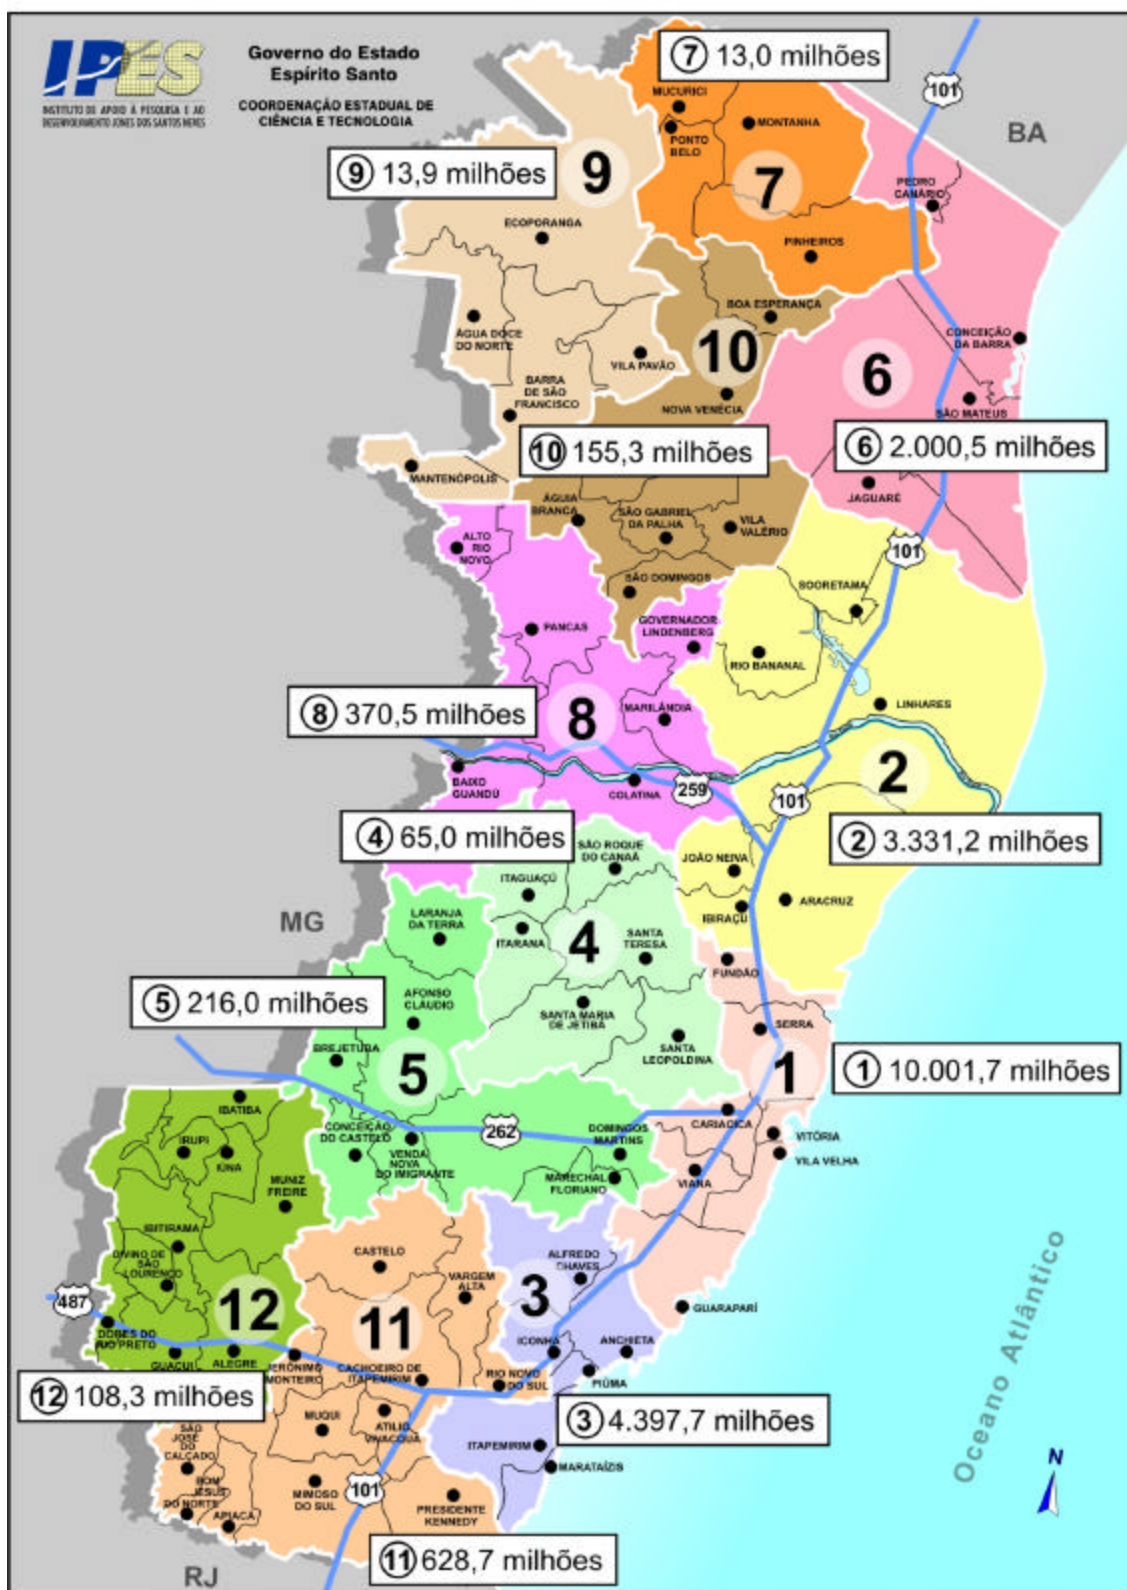 IPES
INSTITUTO DE APOIO À PESQUISA E AO
DESENVOLVIMENTO JONES DOS SANTOS NEVES
Governo do Estado
Espírito Santo
COORDENAÇÃO ESTADUAL DE
CIÊNCIA E TECNOLOGIA
7 13,0 milhões
101
BA
MUCURICI
MONTANHA
PONTO
BELO
9 13,9 milhões
9
7
PEDRO
CANÁRIO
ECOPORANGA
PINHEIROS
BOA ESPERANÇA
ÁGUA DOCE
DO NORTE
VILA PAVÃO
10
6
CONCEIÇÃO
DA BARRA
BARRA
DE SÃO
FRANCISCO
NOVA VENÉCIA
SÃO MATEUS
10 155,3 milhões
6 2.000,5 milhões
MANTENÓPOLIS
JAGUARÉ
ÁGUIA
BRANCA
SÃO GABRIEL
DA PALHA
VILA
VALÉRIO
ALTO
RIO
NOVO
101
SÃO DOMINGOS
SOORETAMA
PANCAS
GOVERNADOR
LINDENBERG
RIO BANANAL
8 370,5 milhões
8
MARILÂNDIA
LINHARES
BAIXO
GUANDÚ
COLATINA
259
101
2
4 65,0 milhões
2 3.331,2 milhões
SÃO ROQUE
DO CANAÃ
JOÃO NEIVA
ITAGUAÇÚ
IBIRAÇÚ
ARACRUZ
MG
LARANJA
DA TERRA
ITARANA
4
SANTA
TERESA
FUNDÃO
5 216,0 milhões
AFONSO
CLÁUDIO
SANTA MARIA
DE JETIBÁ
SERRA
BREJETUBA
5
SANTA
LEOPOLDINA
1
1 10.001,7 milhões
IBATIBA
CARIACICA
CONCEIÇÃO
DO CASTELO
262
DOMINGOS
MARTINS
VITÓRIA
VILA VELHA
IRUPI
IÚNA
VENDA
NOVA
DO IMIGRANTE
MARECHAL
FLORIANO
VIANA
MUNIZ
FREIRE
IBITIRAMA
DIVINO DE
SÃO
LOURENÇO
CASTELO
VARGEM
ALTA
ALFREDO
CHAVES
3
Oceano Atlântico
487
12
11
GUARAPARÍ
DORES DO
RIO PRETO
GUAÇUI
ALEGRE
JERÔNIMO
MONTEIRO
CACHOEIRO DE
ITAPEMIRIM
ICONHA
ANCHIETA
RIO NOVO
DO SUL
PIÚMA
12 108,3 milhões
3 4.397,7 milhões
MUQUI
ATILIO
VIVACQUA
SÃO
JOSÉ
DO
CALÇADO
ITAPEMIRIM
MARATAÍZIS
N
BOM
JESUS
DO NORTE
MIMOSO
DO SUL
101
PRESIDENTE
KENNEDY
APIACÁ
11 628,7 milhões
RJ